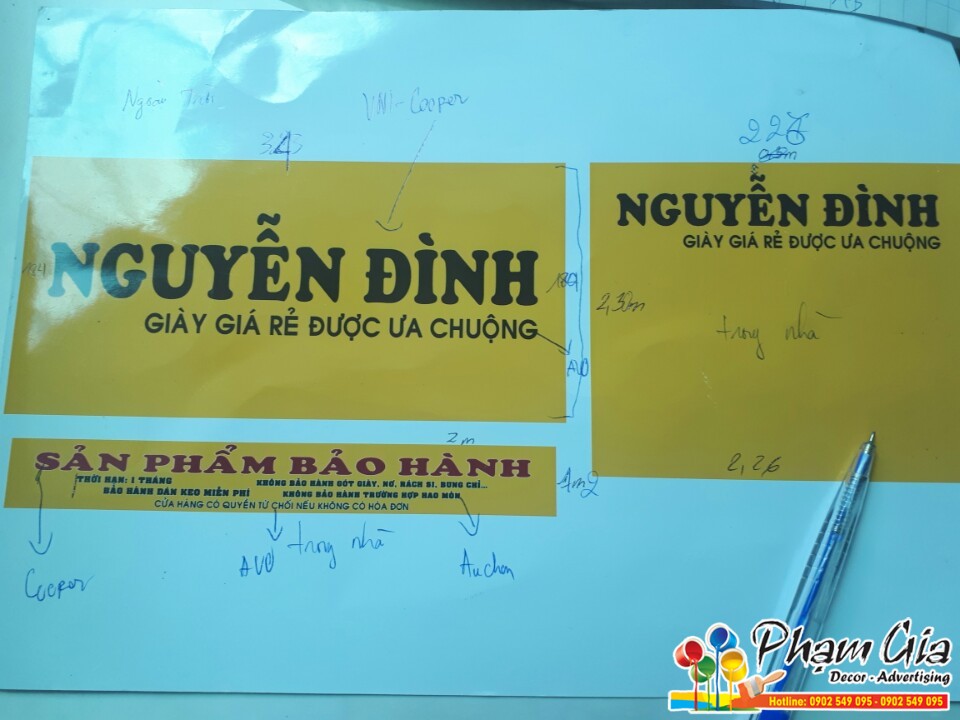 Ngoài Trời
VNI-Cooper
NGUYỄN ĐÌNH
GIÀY GIÁ RẺ ĐƯỢC ƯA CHUỘNG
AVO
226
NGUYỄN ĐÌNH
GIÀY GIÁ RẺ ĐƯỢC ƯA CHUỘNG
trong nhà
2,26
2m
SẢN PHẨM BẢO HÀNH
THỜI HẠN: 1 THÁNG
BẢO HÀNH DÁN KEO MIỄN PHÍ
KHÔNG BẢO HÀNH GÓT GIÀY, NƠ, RÁCH SI, BUNG CHỈ...
KHÔNG BẢO HÀNH TRƯỜNG HỢP HAO MÒN
CỬA HÀNG CÓ QUYỀN TỪ CHỐI NẾU KHÔNG CÓ HÓA ĐƠN
Cooper
AVO
trong nhà
Auchon
Phạm Gia
Decor - Advertising
Hotline: 0902 549 095 - 0902 549 095